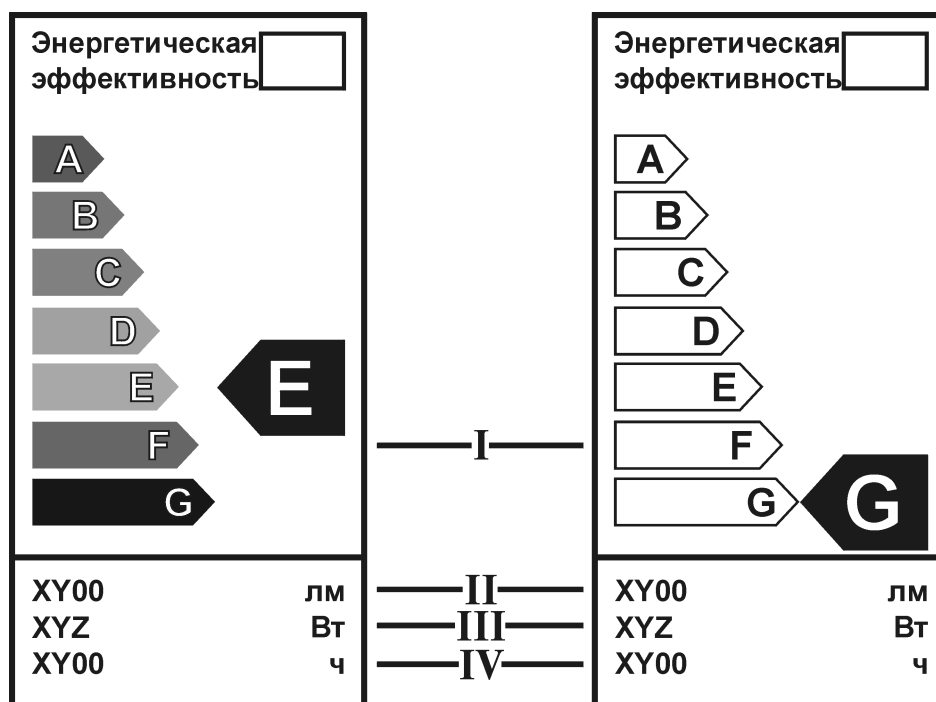 Энергетическая
эффективность
A
B
C
D
E
E
F
G
XY00 лм
XYZ Вт
XY00 ч
I
II
III
IV
Энергетическая
эффективность
A
B
C
D
E
F
G
G
XY00 лм
XYZ Вт
XY00 ч